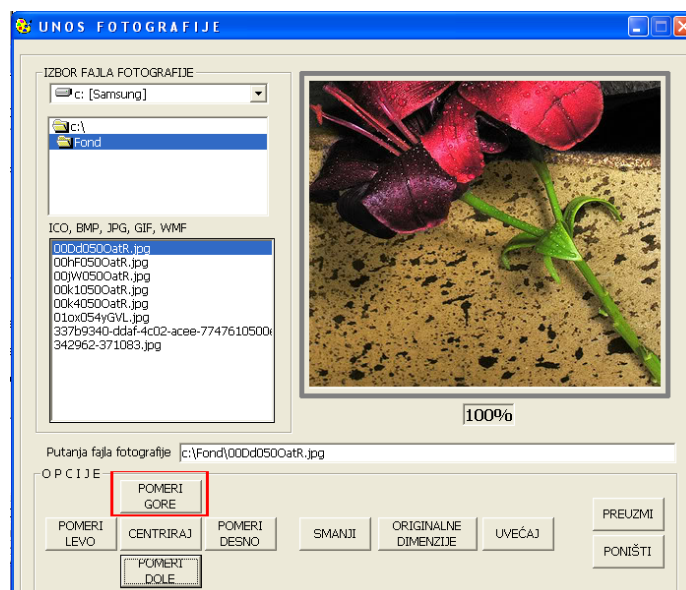 UNOS FOTOGRAFIJE
IZBOR FAJLA FOTOGRAFIJE
c: [Samsung]
c:\
Fond
ICO, BMP, JPG, GIF, WMF
00Dd050OatR.jpg
00hF050OatR.jpg
00jW050OatR.jpg
00k1050OatR.jpg
00k4050OatR.jpg
01ox054yGVL.jpg
337b9340-ddaf-4c02-acee-7747610500
342962-371083.jpg
100%
Putanja fajla fotografije c:\Fond\00Dd050OatR.jpg
OPCIJE
POMERI
GORE
POMERI
LEVO
CENTRIRAJ
POMERI
DESNO
SMANJI
ORIGINALNE
DIMENZIJE
UVEĆAJ
PREUZMI
PONIŠTI
POMERI
DOLE